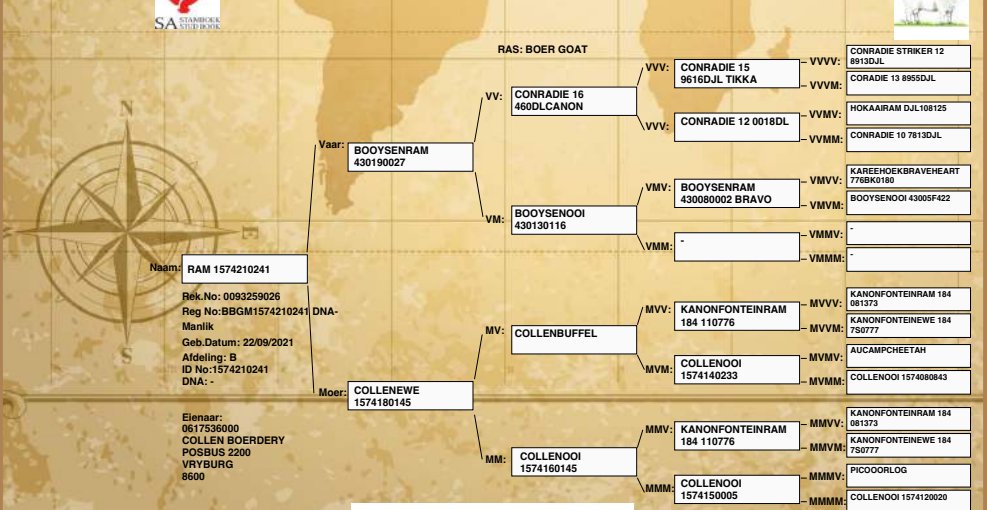 SA STAMBOEK
STUD BOOK
RAS: BOER GOAT
Naam: RAM 1574210241
Rek.No: 0093259026
Reg No:BBGM1574210241 DNA-
Manlik
Geb.Datum: 22/09/2021
Afdeling: B
ID No:1574210241
DNA: -
Eienaar:
0617536000
COLLEN BOERDERY
POSBUS 2200
VRYBURG
8600
Vaar: BOOYSENRAM
430190027
Moer: COLLENEWE
1574180145
VV: CONRADIE 16
460DLCANON
VM: BOOYSENOOI
430130116
MV: COLLENBUFFEL
MM: COLLENOOI
1574160145
VVV: CONRADIE 15
9616DJL TIKKA
VVV: CONRADIE 12 0018DL
VMV: BOOYSENRAM
430080002 BRAVO
VMM: -
MVV: KANONFONTEINRAM
184 110776
MVM: COLLENOOI
1574140233
MMV: KANONFONTEINRAM
184 110776
MMM: COLLENOOI
1574150005
VVVV: CONRADIE STRIKER 12
8913DJL
VVVM: CORADIE 13 8955DJL
VVMV: HOKAAIRAM DJL108125
VVMM: CONRADIE 10 7813DJL
VMVV: KAREEHOEKBRAVEHEART
776BK0180
VMVM: BOOYSENOOI 43005F422
VMMV: -
VMMM: -
MVVV: KANONFONTEINRAM 184
081373
MVVM: KANONFONTEINEWE 184
7S0777
MVMV: AUCAMPCHEETAH
MVMM: COLLENOOI 1574080843
MMVV: KANONFONTEINRAM 184
081373
MMVM: KANONFONTEINEWE 184
7S0777
MMMV: PICOOORLOG
MMMM: COLLENOOI 1574120020
N
E
S